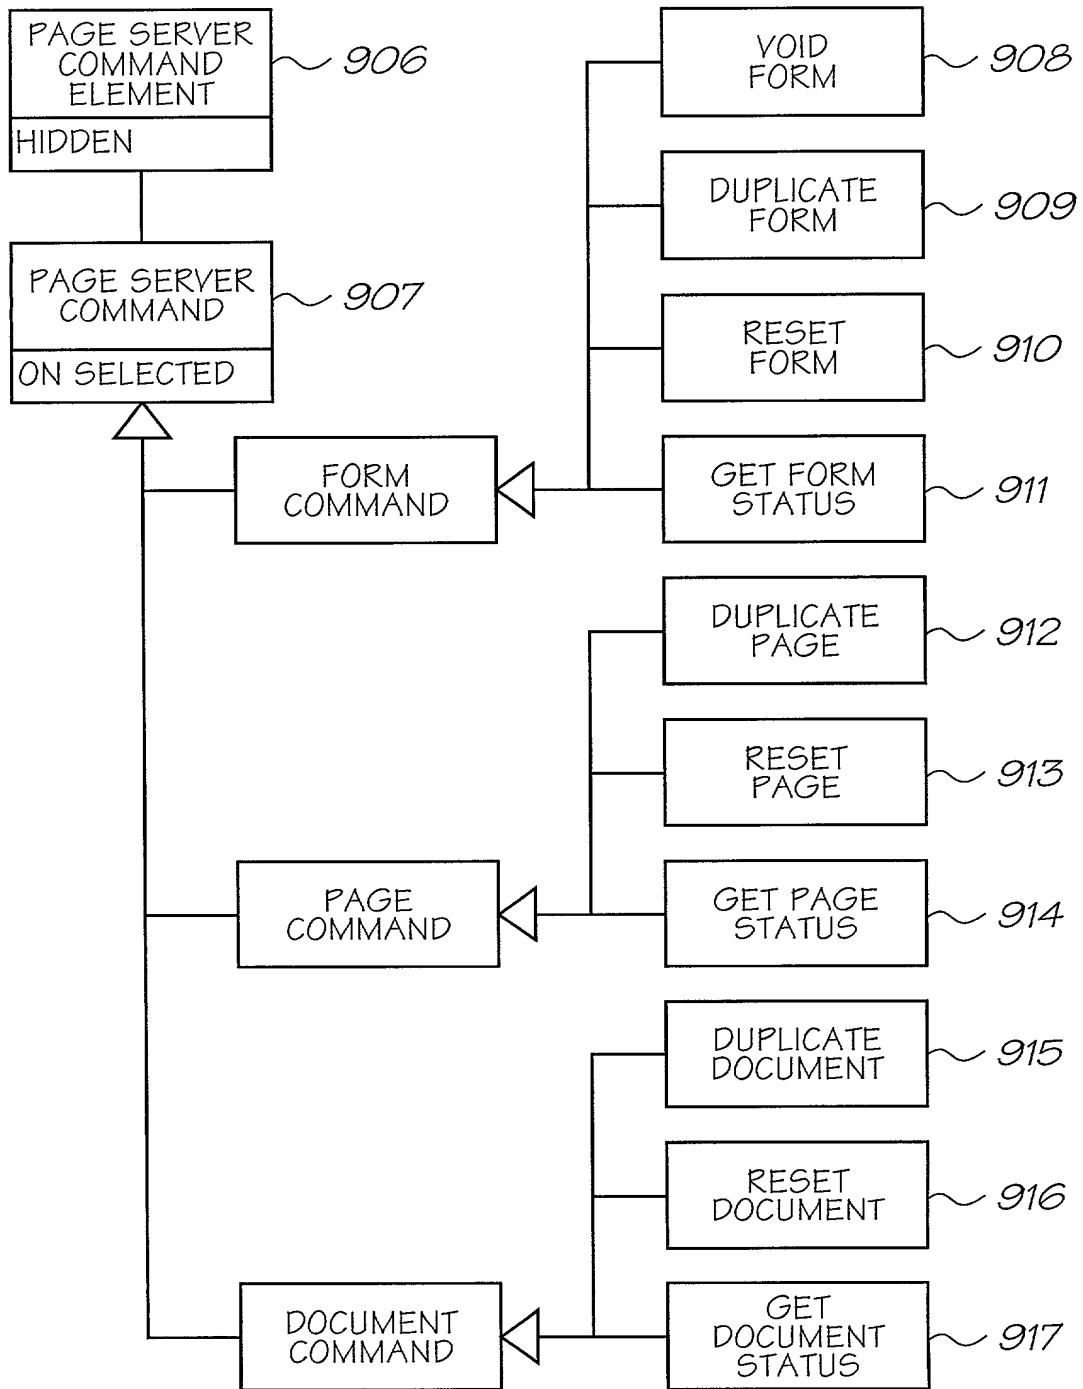 PAGE SERVER
COMMAND
ELEMENT
HIDDEN
906
PAGE SERVER
COMMAND
ON SELECTED
907
FORM
COMMAND
VOID
FORM
908
DUPLICATE
FORM
909
RESET
FORM
910
GET FORM
STATUS
911
PAGE
COMMAND
DUPLICATE
PAGE
912
RESET
PAGE
913
GET PAGE
STATUS
914
DOCUMENT
COMMAND
DUPLICATE
DOCUMENT
915
RESET
DOCUMENT
916
GET
DOCUMENT
STATUS
917